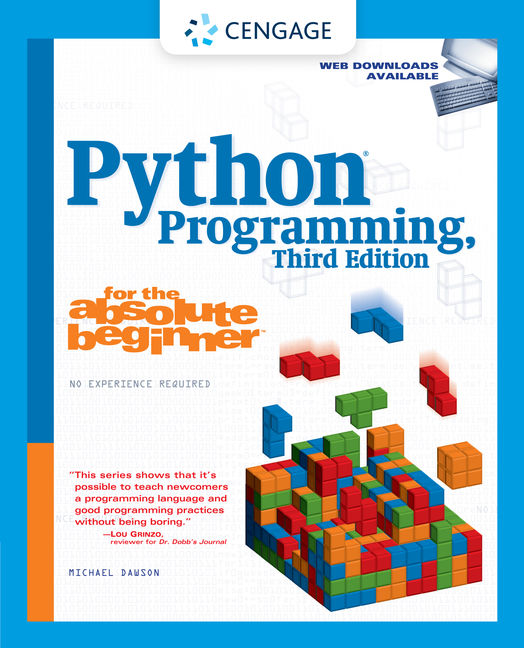 CENGAGE
WEB DOWNLOADS
AVAILABLE
Python®
Programming,
Third Edition
for the
absolute
beginner™
NO EXPERIENCE REQUIRED
"This series shows that it's
possible to teach newcomers
a programming language and
good programming practices
without being boring."
—LOU GRINZO,
reviewer for Dr. Dobb's Journal
MICHAEL DAWSON